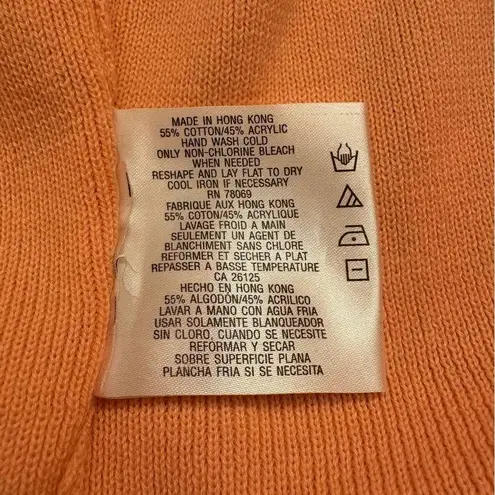 MADE IN HONG KONG
55% COTTON/45% ACRYLIC
HAND WASH COLD
ONLY NON-CHLORINE BLEACH
WHEN NEEDED
RESHAPE AND LAY FLAT TO DRY
COOL IRON IF NECESSARY
RN 78069
FABRIQUE AUX HONG KONG
55% COTON/45% ACRYLIQUE
LAVAGE FROID A MAIN
SEULEMENT UN AGENT DE
BLANCHIMENT SANS CHLORE
REFORMER ET SECHER A PLAT
REPASSER A BASSE TEMPERATURE
CA 26125
HECHO EN HONG KONG
55% ALGODÓN/45% ACRILICO
LAVAR A MANO CON AGUA FRIA
USAR SOLAMENTE BLANQUEADOR
SIN CLORO, CUANDO SE NECESITE
REFORMAR Y SECAR
SOBRE SUPERFICIE PLANA
PLANCHA FRIA SI SE NECESITA